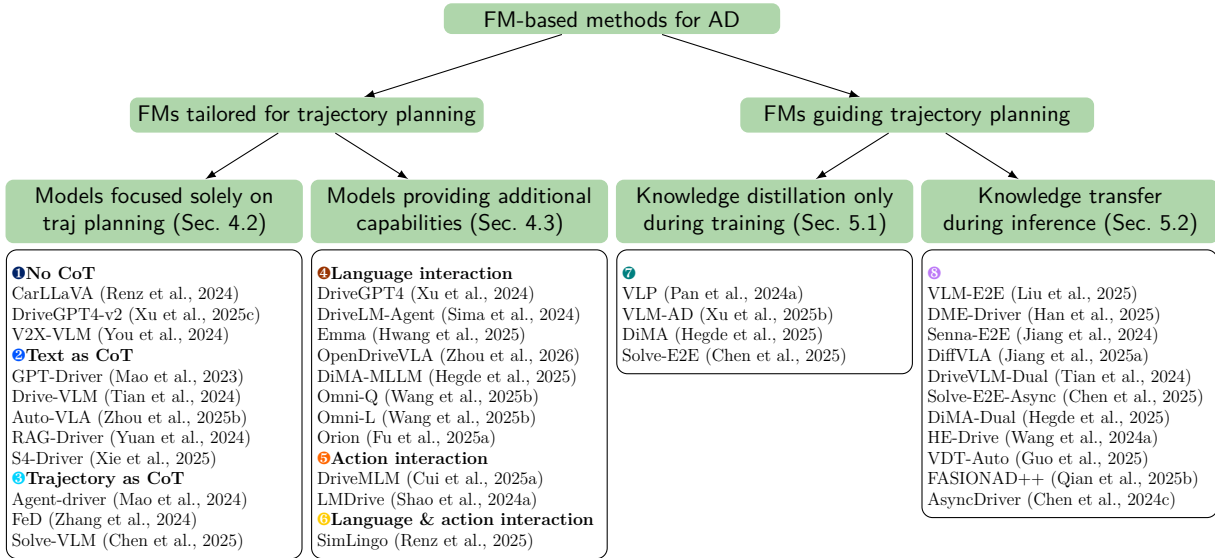 FM-based methods for AD
FMs tailored for trajectory planning
FMs guiding trajectory planning
Models focused solely on
traj planning (Sec. 4.2)
❶No CoT
CarLLaVA (Renz et al., 2024)
DriveGPT4-v2 (Xu et al., 2025c)
V2X-VLM (You et al., 2024)
❷Text as CoT
GPT-Driver (Mao et al., 2023)
Drive-VLM (Tian et al., 2024)
Auto-VLA (Zhou et al., 2025b)
RAG-Driver (Yuan et al., 2024)
S4-Driver (Xie et al., 2025)
❸Trajectory as CoT
Agent-driver (Mao et al., 2024)
FeD (Zhang et al., 2024)
Solve-VLM (Chen et al., 2025)
Models providing additional
capabilities (Sec. 4.3)
❹Language interaction
DriveGPT4 (Xu et al., 2024)
DriveLM-Agent (Sima et al., 2024)
Emma (Hwang et al., 2025)
OpenDriveVLA (Zhou et al., 2026)
DiMA-MLLM (Hegde et al., 2025)
Omni-Q (Wang et al., 2025b)
Omni-L (Wang et al., 2025b)
Orion (Fu et al., 2025a)
❺Action interaction
DriveMLM (Cui et al., 2025a)
LMDrive (Shao et al., 2024a)
❻Language & action interaction
SimLingo (Renz et al., 2025)
Knowledge distillation only
during training (Sec. 5.1)
❼
VLP (Pan et al., 2024a)
VLM-AD (Xu et al., 2025b)
DiMA (Hegde et al., 2025)
Solve-E2E (Chen et al., 2025)
Knowledge transfer
during inference (Sec. 5.2)
❽
VLM-E2E (Liu et al., 2025)
DME-Driver (Han et al., 2025)
Senna-E2E (Jiang et al., 2024)
DiffVLA (Jiang et al., 2025a)
DriveVLM-Dual (Tian et al., 2024)
Solve-E2E-Async (Chen et al., 2025)
DiMA-Dual (Hegde et al., 2025)
HE-Drive (Wang et al., 2024a)
VDT-Auto (Guo et al., 2025)
FASIONAD++ (Qian et al., 2025b)
AsyncDriver (Chen et al., 2024c)